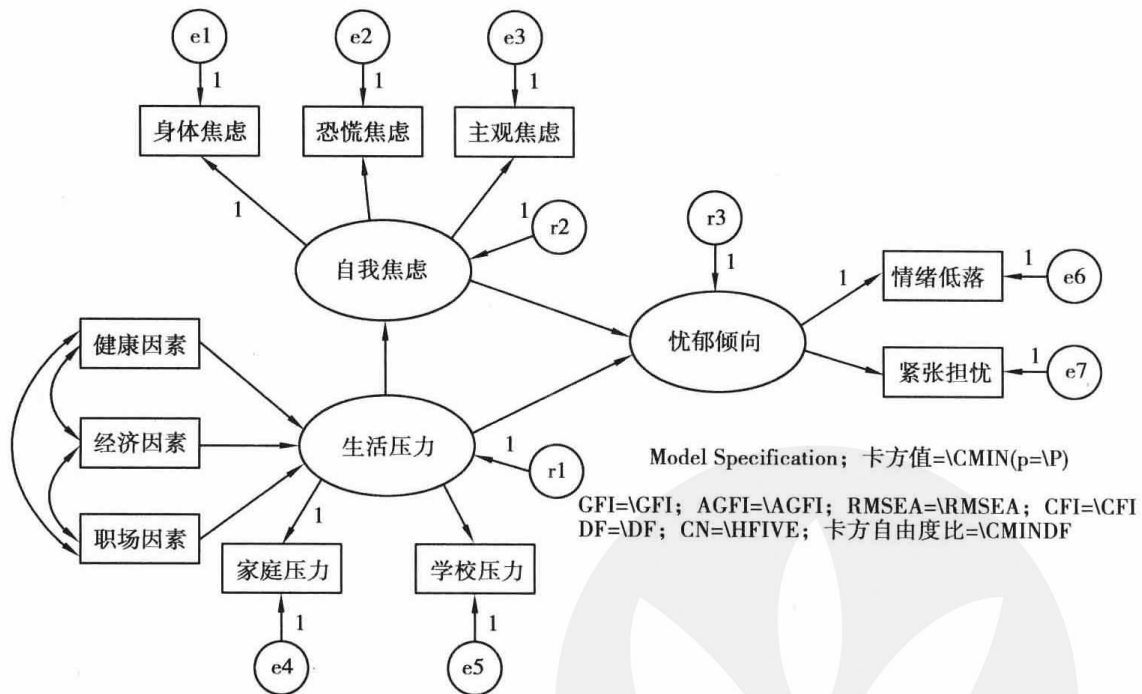 e1
e2
e3
1
1
1
身体焦虑
恐慌焦虑
主观焦虑
1
1
r2
r3
1
自我焦虑
1
情绪低落
1
e6
健康因素
忧郁倾向
经济因素
生活压力
1
r1
紧张担忧
1
e7
职场因素
1
Model Specification；卡方值=\CMIN(p=\P)
GFI=\GFI；AGFI=\AGFI；RMSEA=\RMSEA；CFI=\CFI
DF=\DF；CN=\HFIVE；卡方自由度比=\CMINDF
家庭压力
学校压力
1
1
e4
e5